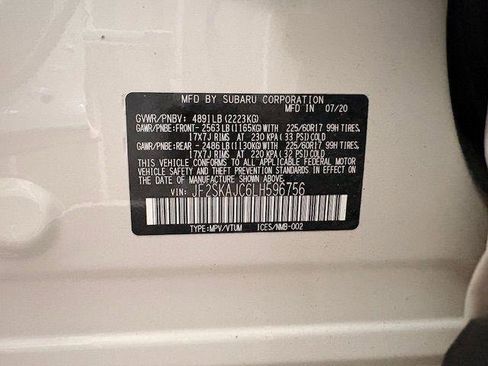 MFD BY SUBARU CORPORATION
GVWR/PNBV: 4891LB(2223KG) 07/20
GAWR/PNBE:FRONT-2563LB(1165KG)WITH 225/60R17 99H TIRES,
17X7J RIMS AT 230 KPA(33 PSI)COLD
GAWR/PNBE:REAR -2486LB(1130KG)WITH 225/60R17 99H TIRES,
17X7J RIMS AT 220 KPA(32 PSI)COLD
THIS VEHICLE CONFORMS TO ALL APPLICABLE FEDERAL MOTOR
VEHICLE SAFETY AND THEFT PREVENTION STANDARDS IN EFFECT
ON THE DATE OF MANUFACTURE SHOWN ABOVE.
VIN: JF2SKAJC6LH596756
TYPE:MPV/VTUM ICES/NMB-002